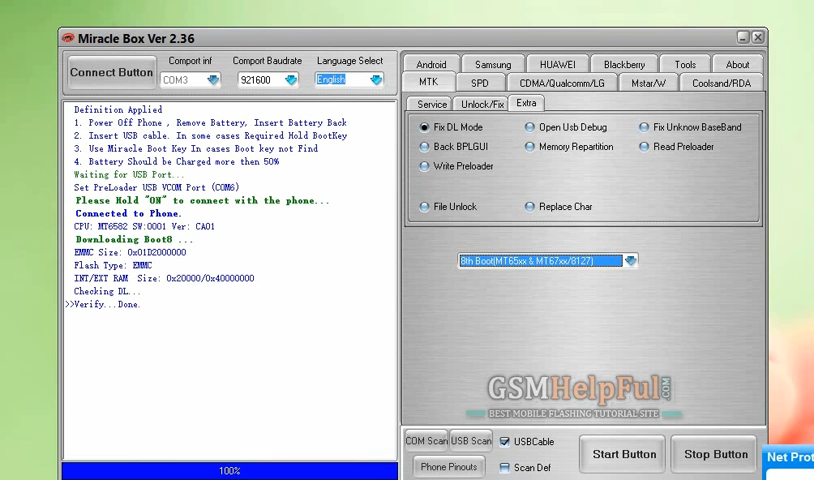 Miracle Box Ver 2.36
Connect Button
Comport inf
COM3
Comport Baudrate
921600
Language Select
English
Definition Applied
1. Power Off Phone , Remove Battery, Insert Battery Back
2. Insert USB cable. In some cases Required Hold BootKey
3. Use Miracle Boot Key In cases Boot key not Find
4. Battery Should be Charged more then 50%
Waiting for USB Port...
Set PreLoader USB VCOM Port (COM6)
Please Hold "ON" to connect with the phone...
Connected to Phone.
CPU: MT6582 SW:0001 Ver: CA01
Downloading Boot8 ...
EMMC Size: 0x01D2000000
Flash Type: EMMC
INT/EXT RAM Size: 0x20000/0x40000000
Checking DL...
>>Verify...Done.
100%
Android
Samsung
HUAWEI
Blackberry
Tools
About
MTK
SPD
CDMA/Qualcomm/LG
Mstar/W
Coolsand/RDA
Service
Unlock/Fix
Extra
Fix DL Mode
Open Usb Debug
Fix Unknow BaseBand
Back BPLGUI
Memory Repartition
Read Preloader
Write Preloader
File Unlock
Replace Char
8th Boot(MT65xx & MT67xx/8127)
GSMHelpFul.COM
BEST MOBILE FLASHING TUTORIAL SITE
COM Scan
USB Scan
USBCable
Start Button
Stop Button
Phone Pinouts
Scan Def
Net Prot